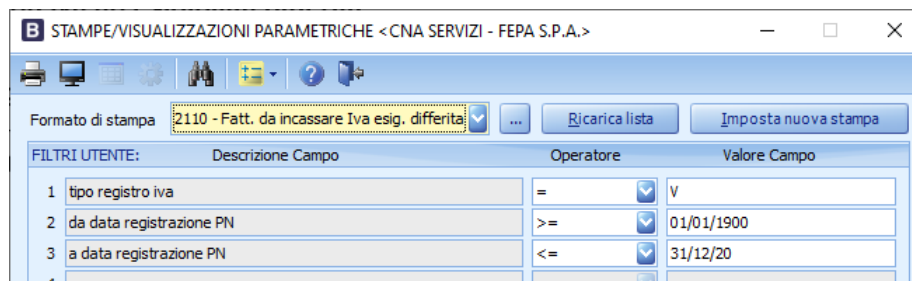 B STAMPE/VISUALIZZAZIONI PARAMETRICHE <CNA SERVIZI - FEPA S.P.A.>
Formato di stampa 2110 - Fatt. da incassare Iva esig. differita ... Ricarica lista Imposta nuova stampa
FILTRI UTENTE: Descrizione Campo Operatore Valore Campo
1 tipo registro iva = V
2 da data registrazione PN >= 01/01/1900
3 a data registrazione PN <= 31/12/20